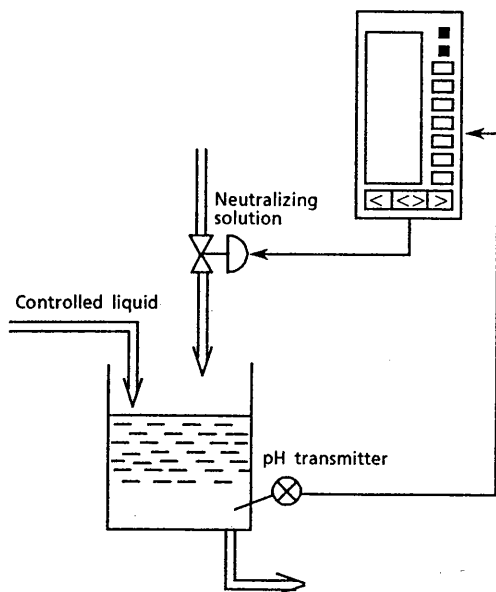 Neutralizing
solution
< <> >
Controlled liquid
pH transmitter